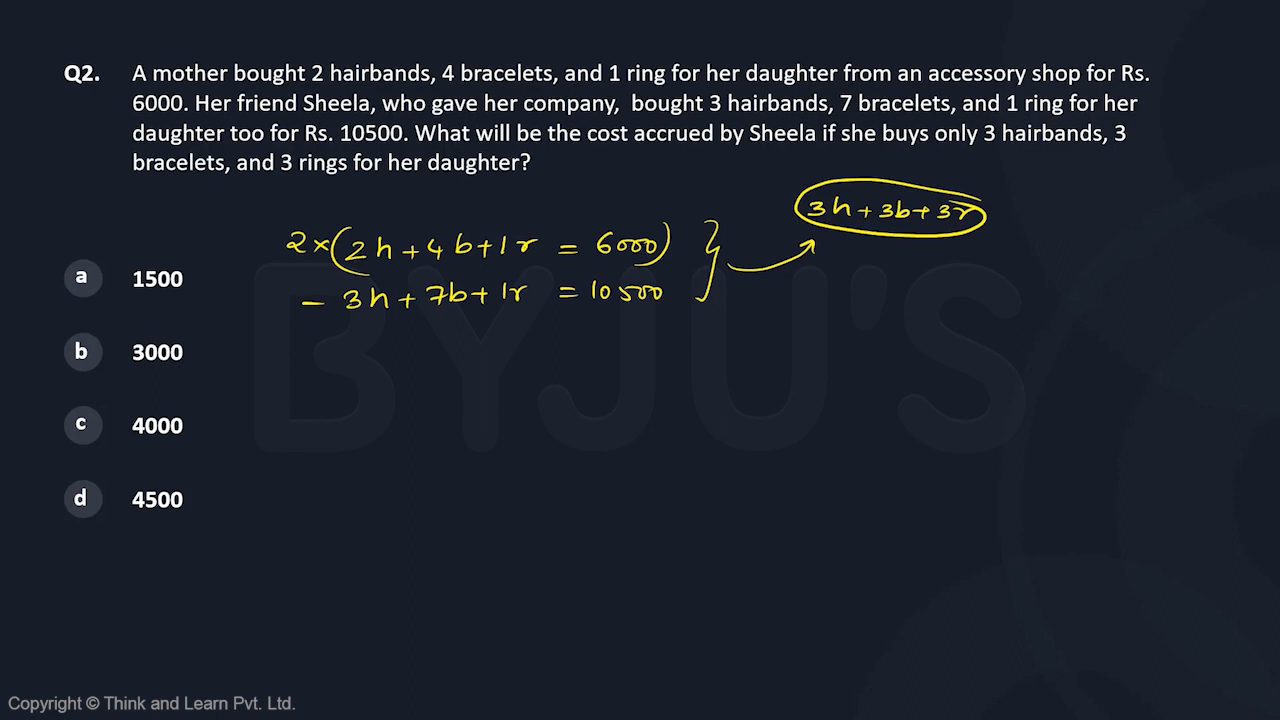 Q2. A mother bought 2 hairbands, 4 bracelets, and 1 ring for her daughter from an accessory shop for Rs.
6000. Her friend Sheela, who gave her company, bought 3 hairbands, 7 bracelets, and 1 ring for her
daughter too for Rs. 10500. What will be the cost accrued by Sheela if she buys only 3 hairbands, 3
bracelets, and 3 rings for her daughter?
3h + 3b + 3r
2×(2h + 4b + 1r = 6000)
- 3h + 7b + 1r = 10500
a 1500
b 3000
c 4000
d 4500
BYJU'S
Copyright © Think and Learn Pvt. Ltd.